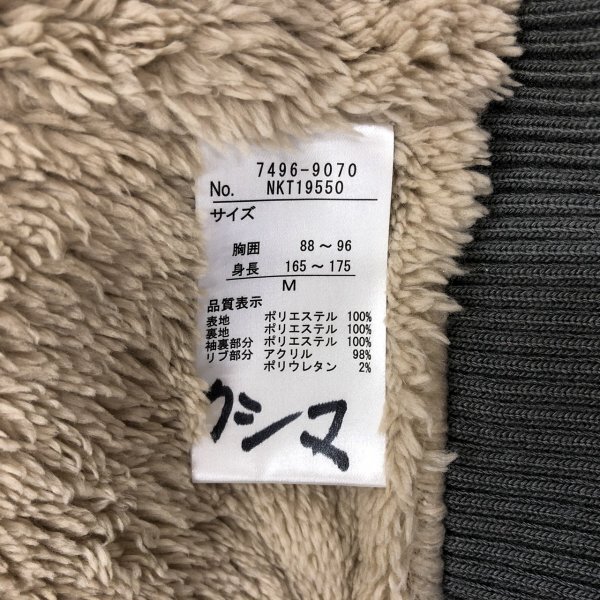 7496-9070
No. NKT19550
サイズ
胸囲 88～96
身長 165～175
M
品質表示
表地 ポリエステル 100%
裏地 ポリエステル 100%
袖裏部分 ポリエステル 100%
リブ部分 アクリル 98%
ポリウレタン 2%
クシマ